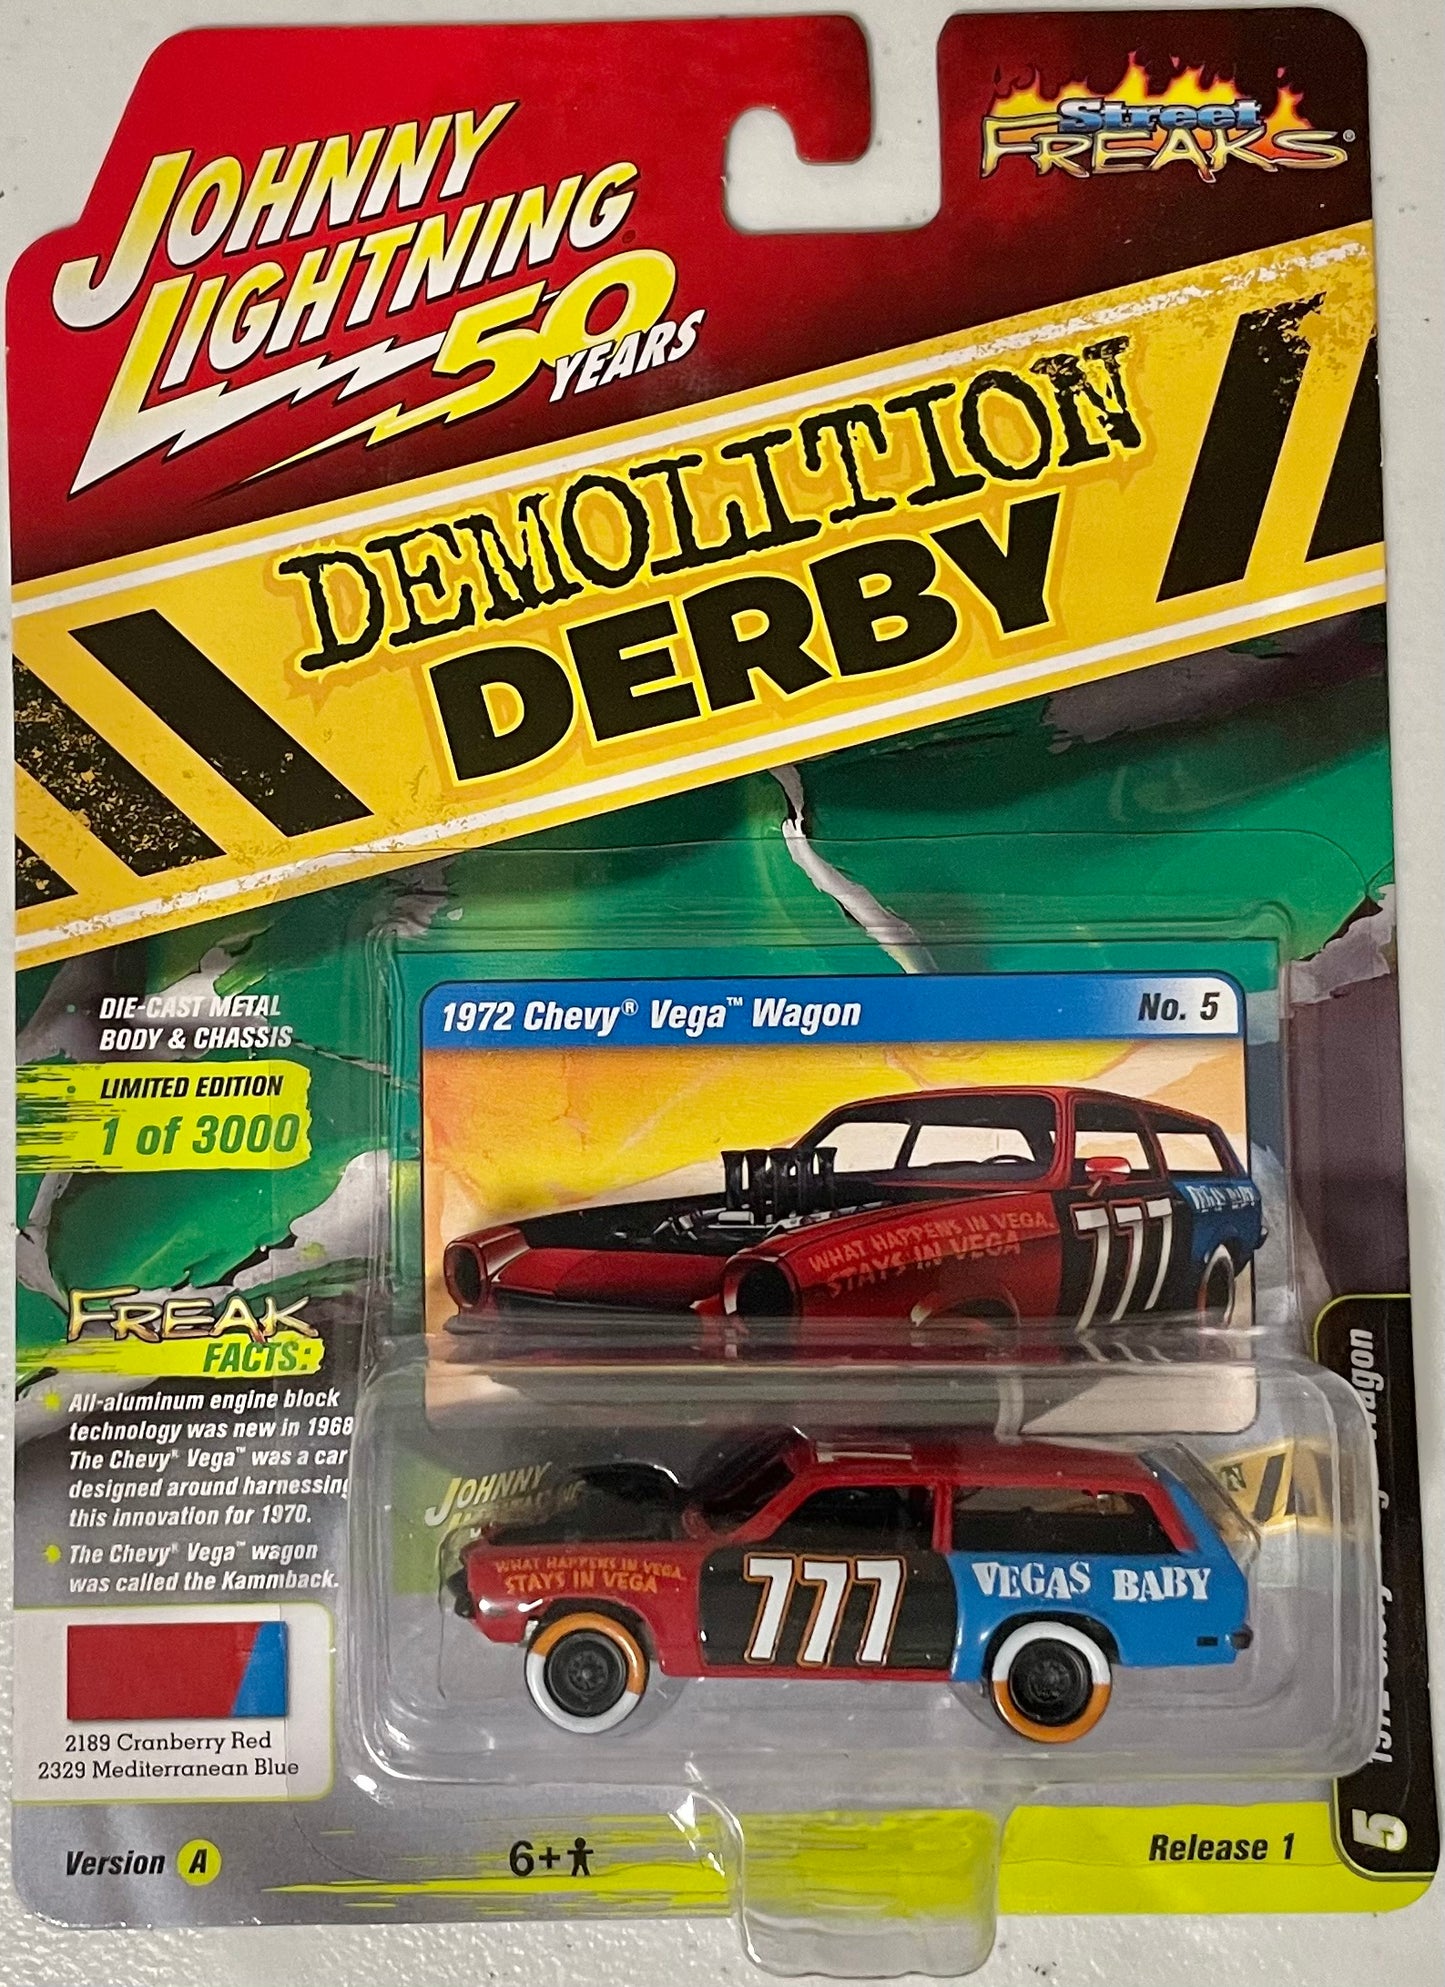 Street
FREAKS®
JOHNNY
LIGHTNING
50
YEARS
DEMOLITION
DERBY
DIE-CAST METAL
BODY & CHASSIS
LIMITED EDITION
1 of 3000
1972 Chevy® Vega™ Wagon
No. 5
WHAT HAPPENS IN VEGA
STAYS IN VEGA
777
FREAK
FACTS:
All-aluminum engine block
technology was new in 1968
The Chevy® Vega™ was a car
designed around harnessing
this innovation for 1970.
The Chevy® Vega™ wagon
was called the Kammback.
JOHNNY
WHAT HAPPENS IN VEGA
STAYS IN VEGA
777
VEGAS BABY
2189 Cranberry Red
2329 Mediterranean Blue
Version A
6+
Release 1
5